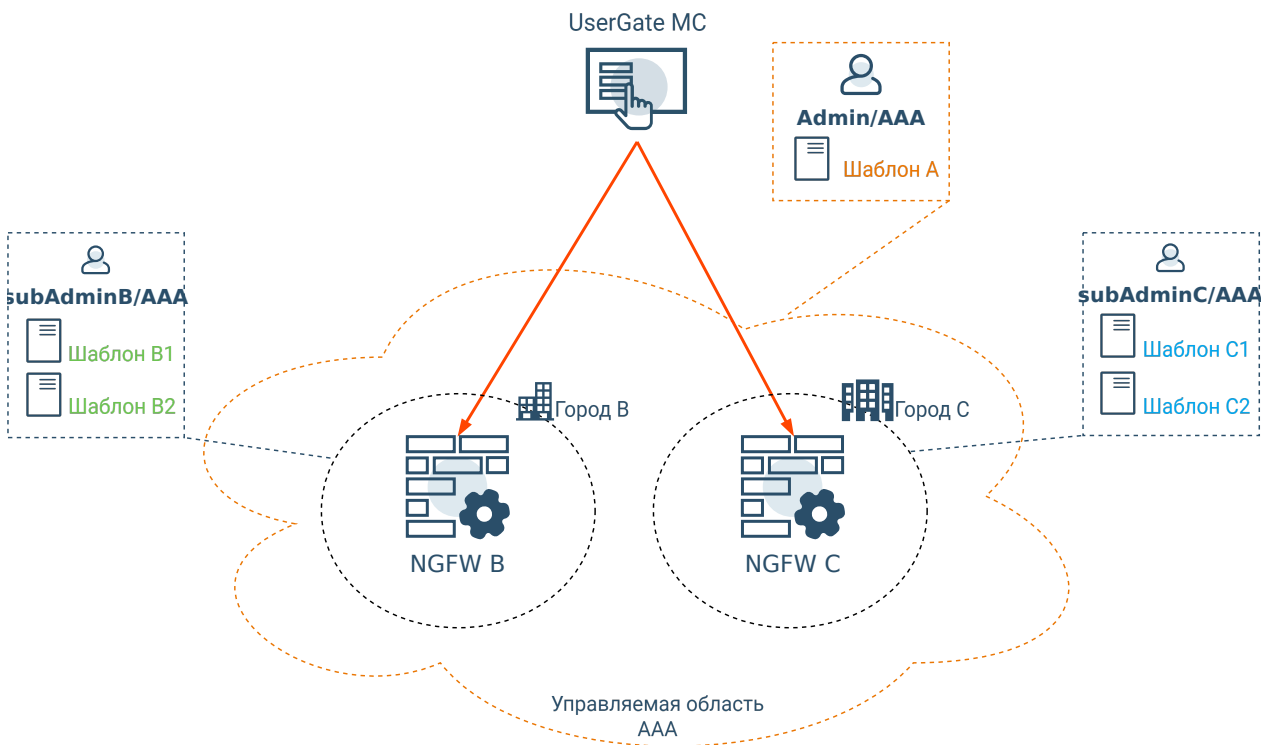 UserGate MC
Admin/AAA
Шаблон A
subAdminB/AAA
Шаблон B1
Шаблон B2
subAdminC/AAA
Шаблон C1
Шаблон C2
Город B
Город C
NGFW B
NGFW C
Управляемая область
AAA